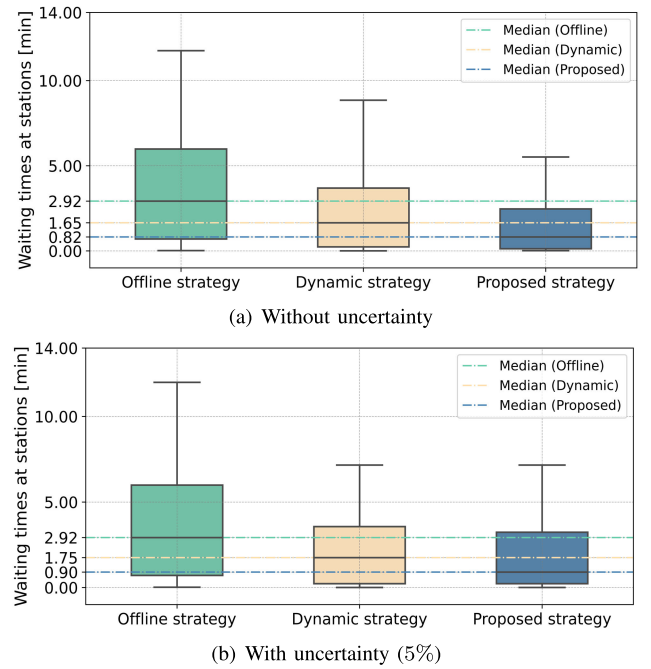 Waiting times at stations [min]
14.00
10.00
5.00
2.92
1.65
0.82
0.00
Median (Offline)
Median (Dynamic)
Median (Proposed)
Offline strategy
Dynamic strategy
Proposed strategy
(a) Without uncertainty
Waiting times at stations [min]
14.00
10.00
5.00
2.92
1.75
0.90
0.00
Median (Offline)
Median (Dynamic)
Median (Proposed)
Offline strategy
Dynamic strategy
Proposed strategy
(b) With uncertainty (5%)